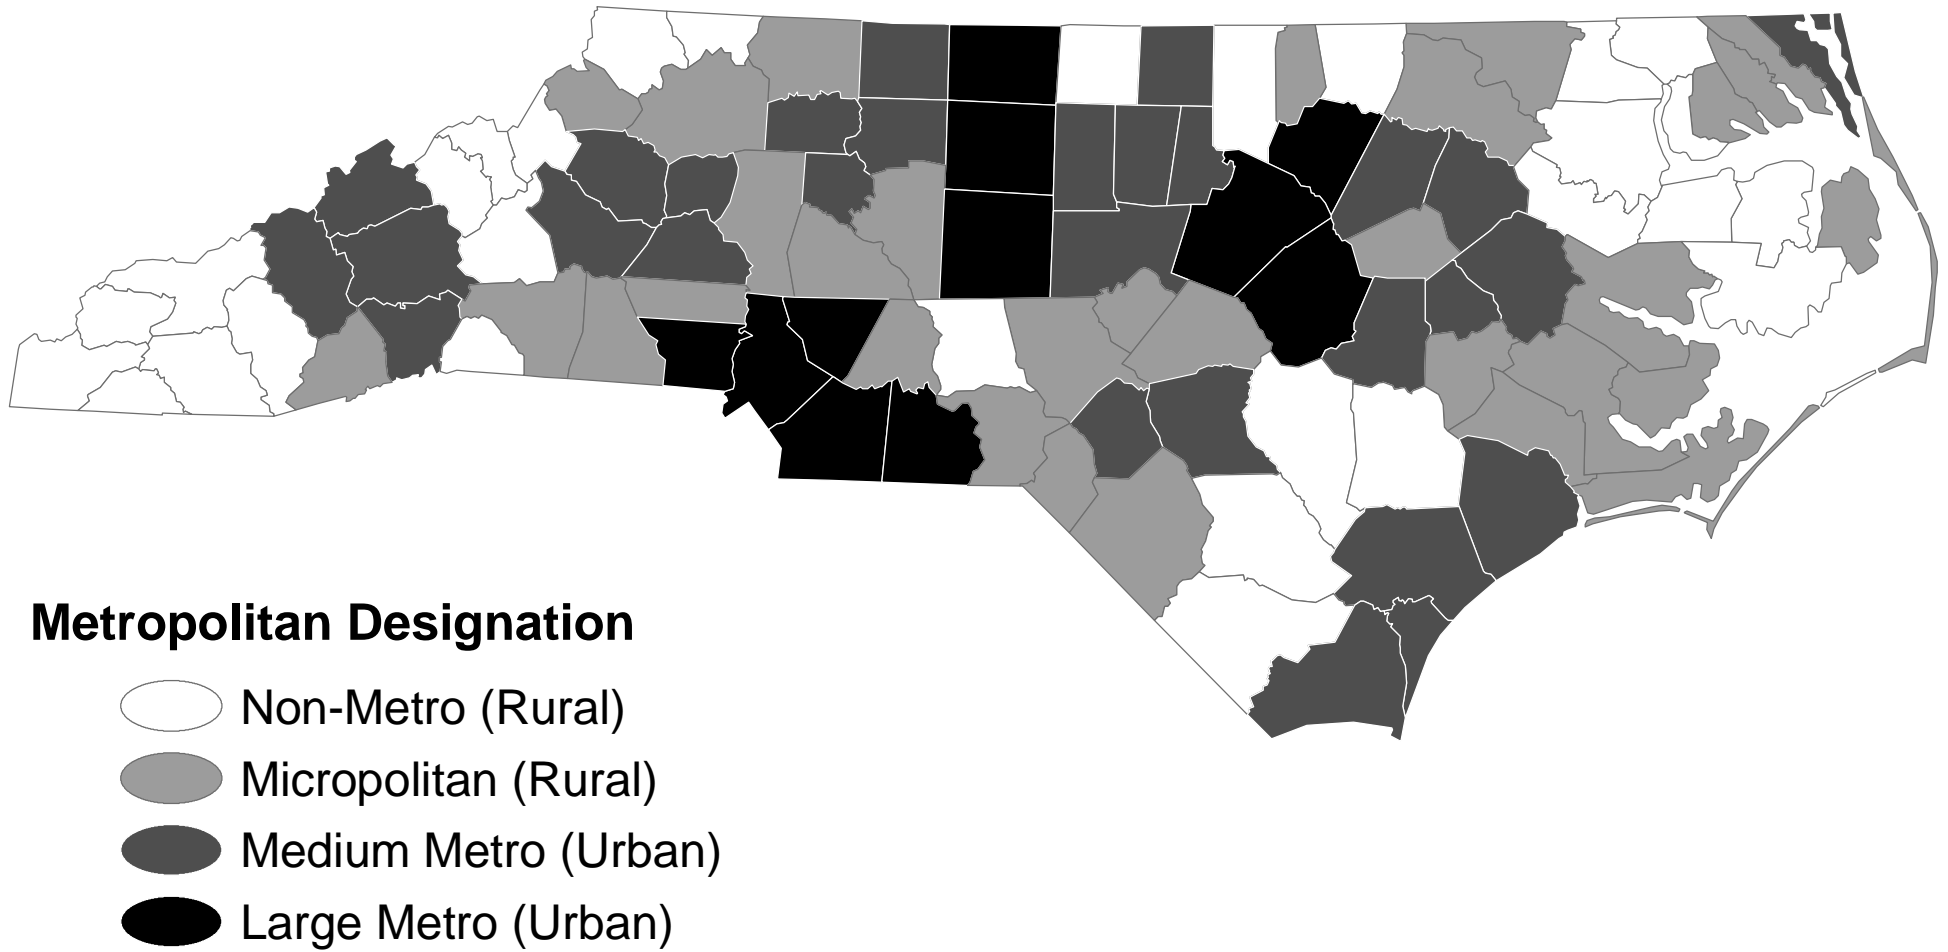 Metropolitan Designation
Non-Metro (Rural)
Micropolitan (Rural)
Medium Metro (Urban)
Large Metro (Urban)